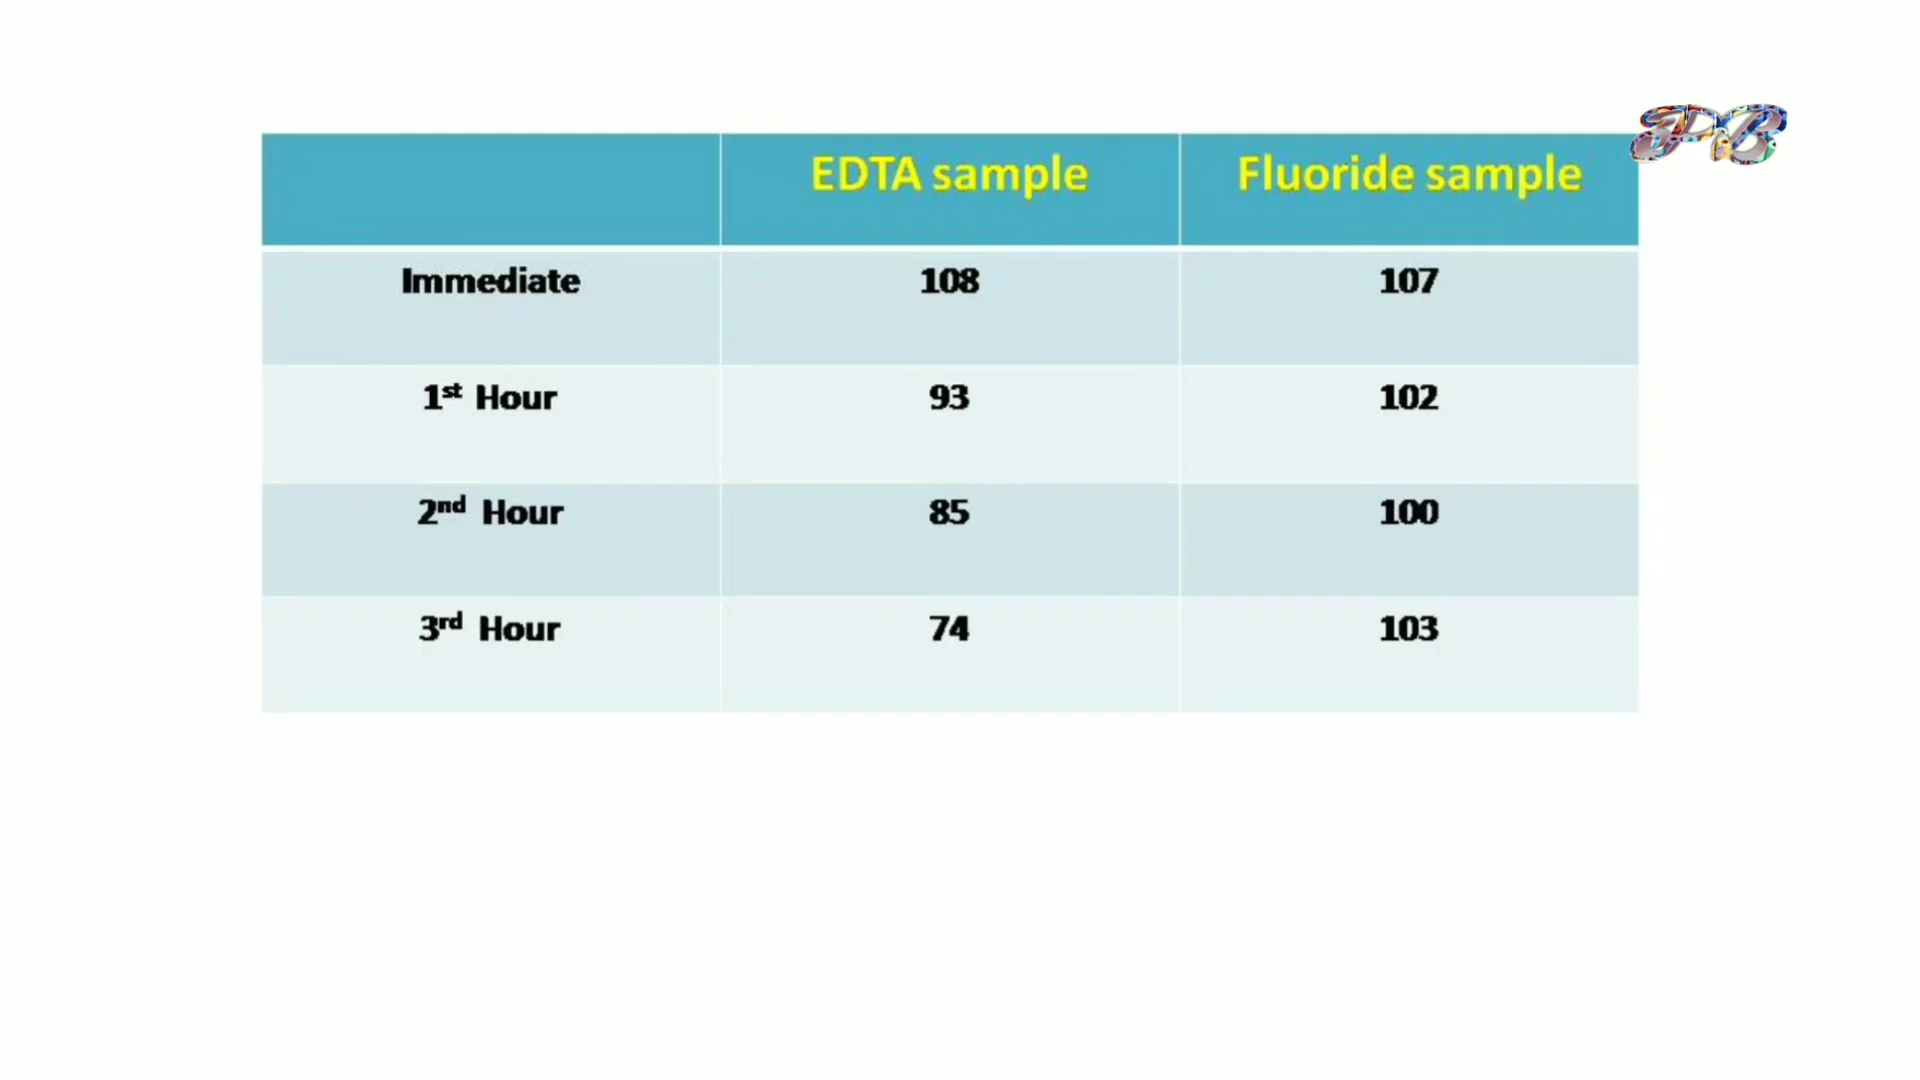 EDTA sample Fluoride sample
Immediate 108 107
1st Hour 93 102
2nd Hour 85 100
3rd Hour 74 103